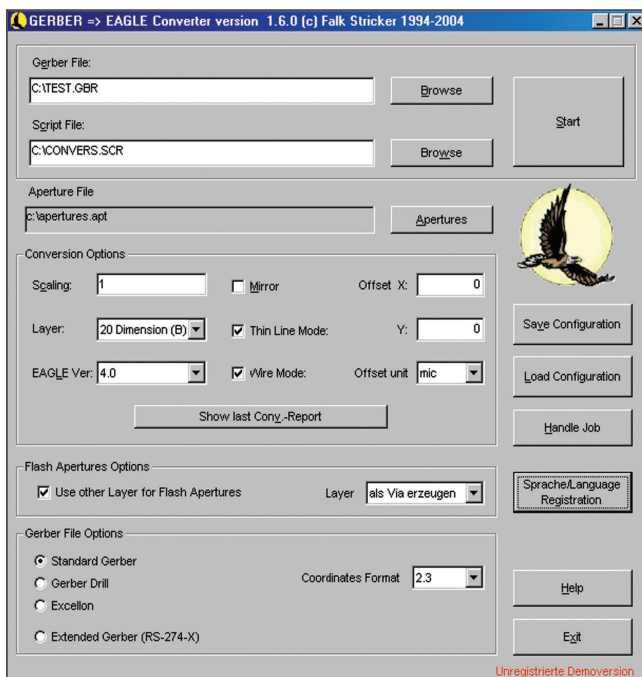 GERBER => EAGLE Converter version 1.6.0 (c) Falk Stricker 1994-2004
Gerber File:
C:\TEST.GBR
Browse
Script File:
C:\CONVERS.SCR
Browse
Start
Aperture File
c:\apertures.apt
Apertures
Conversion Options
Scaling: 1
Mirror
Offset X: 0
Layer: 20 Dimension (B)
Thin Line Mode:
Y: 0
EAGLE Ver: 4.0
Wire Mode:
Offset unit mic
Show last Conv.-Report
Save Configuration
Load Configuration
Handle Job
Flash Apertures Options
Use other Layer for Flash Apertures
Layer als Via erzeugen
Sprache/Language
Registration
Gerber File Options
Standard Gerber
Gerber Drill
Excellon
Extended Gerber (RS-274-X)
Coordinates Format 2.3
Help
Exit
Unregistrierte Demoversion